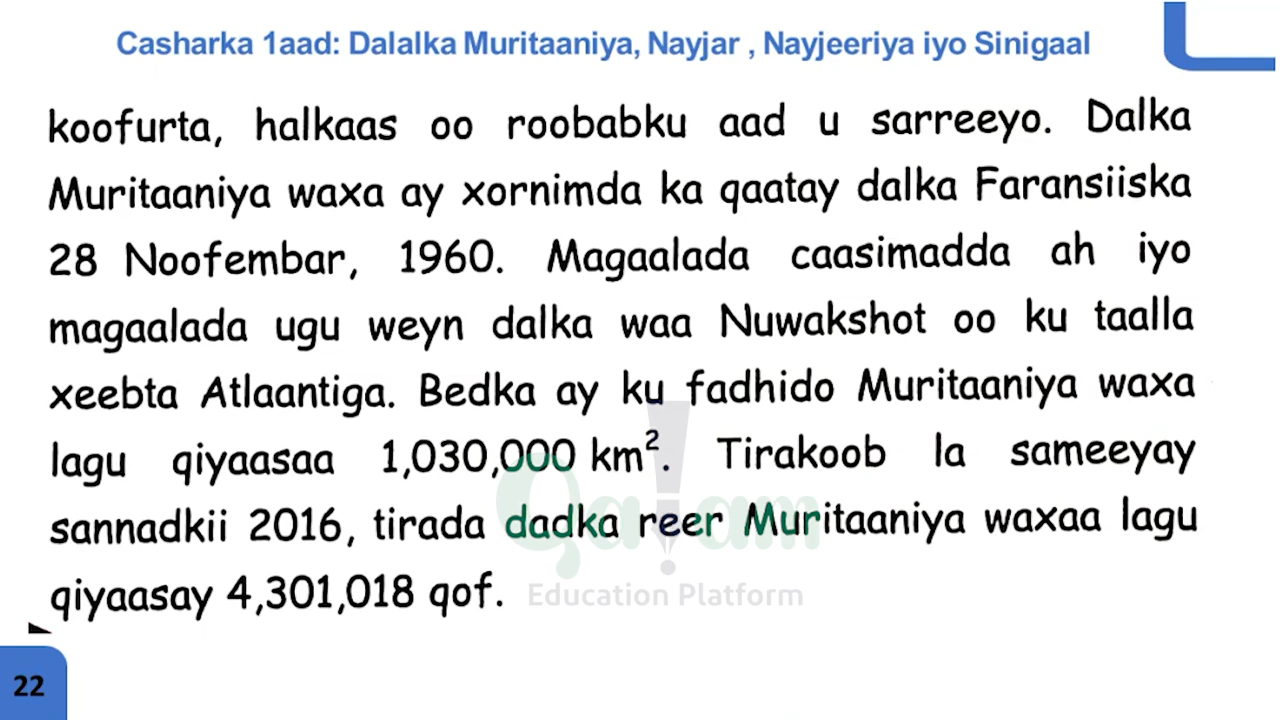 Casharka 1aad: Dalalka Muritaaniya, Nayjar , Nayjeeriya iyo Sinigaal
koofurta, halkaas oo roobabku aad u sarreeyo. Dalka
Muritaaniya waxa ay xornimda ka qaatay dalka Faransiiska
28 Noofembar, 1960. Magaalada caasimadda ah iyo
magaalada ugu weyn dalka waa Nuwakshot oo ku taalla
xeebta Atlaantiga. Bedka ay ku fadhido Muritaaniya waxa
lagu qiyaasaa 1,030,000 km². Tirakoob la sameeyay
sannadkii 2016, tirada dadka reer Muritaaniya waxaa lagu
qiyaasay 4,301,018 qof.
Qalam
Education Platform
22